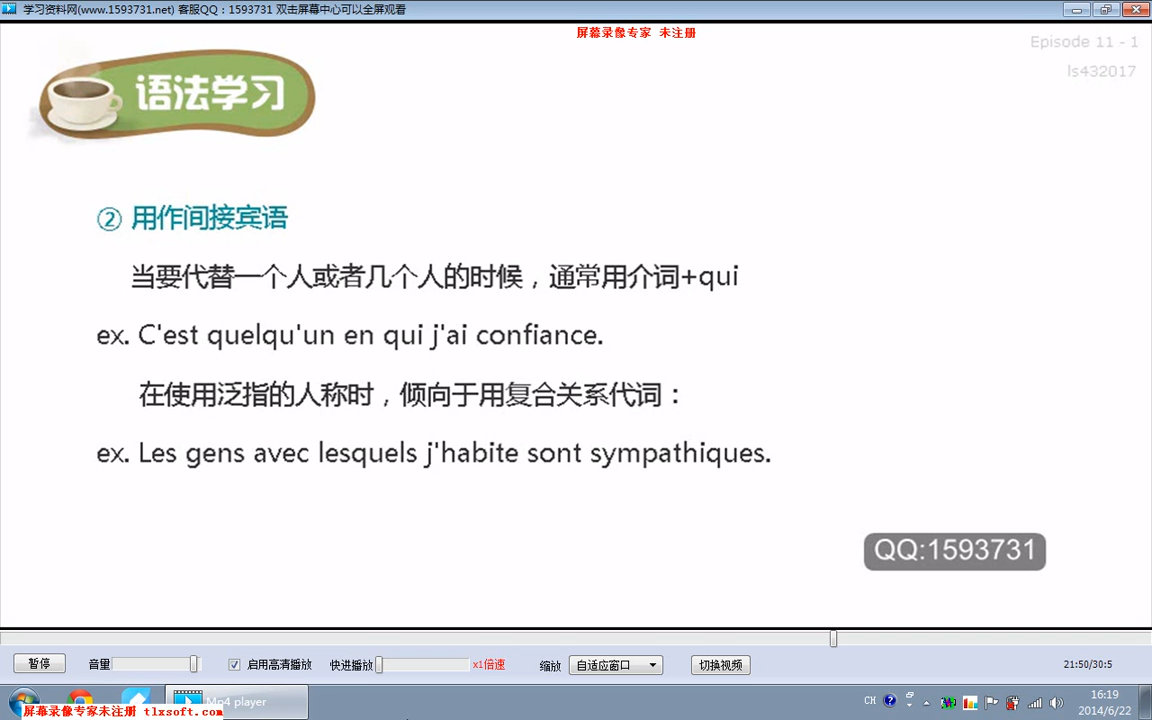 学习资料网(www.1593731.net) 客服QQ：1593731 双击屏幕中心可以全屏观看
屏幕录像专家 未注册
Episode 11 - 1
ls432017
语法学习
② 用作间接宾语
当要代替一个人或者几个人的时候，通常用介词+qui
ex. C'est quelqu'un en qui j'ai confiance.
在使用泛指的人称时，倾向于用复合关系代词：
ex. Les gens avec lesquels j'habite sont sympathiques.
QQ:1593731
暂停 音量 启用高清播放 快进播放 x1倍速 缩放 自适应窗口 切换视频 21:50/30:5
Mp4 player CH 16:19
屏幕录像专家未注册 tlxsoft.com 2014/6/22